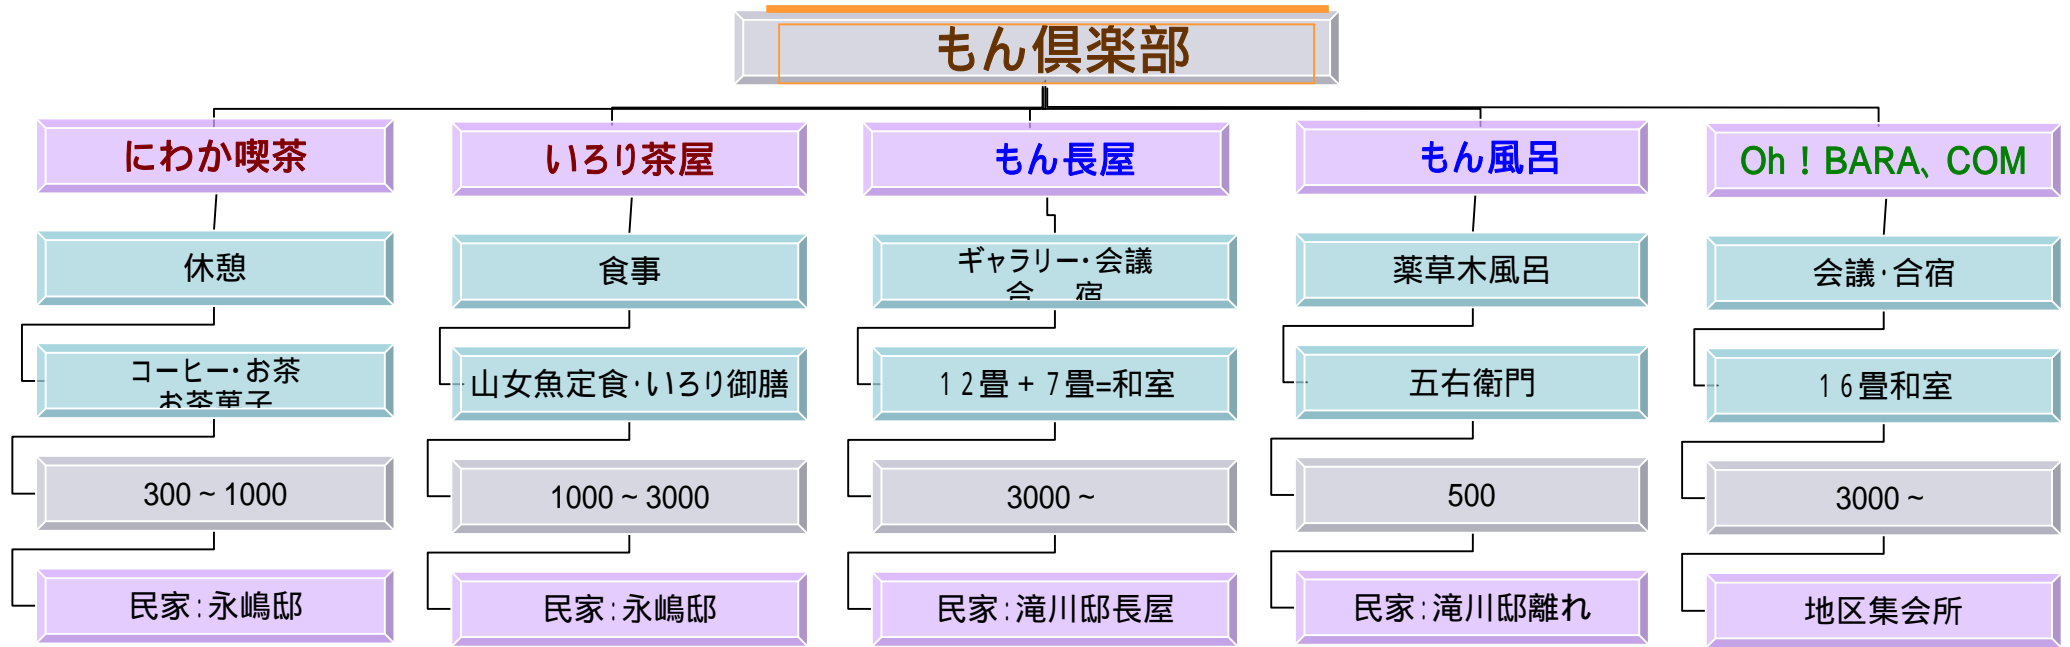 もん倶楽部
にわか喫茶
いろり茶屋
もん長屋
もん風呂
Oh!BARA、COM
休憩
食事
ギャラリー・会議
合　宿
薬草木風呂
会議・合宿
コーヒー・お茶
お茶菓子
山女魚定食・いろり御膳
12畳+7畳=和室
五右衛門
16畳和室
300~1000
1000~3000
3000~
500
3000~
民家:永嶋邸
民家:永嶋邸
民家:滝川邸長屋
民家:滝川邸離れ
地区集会所